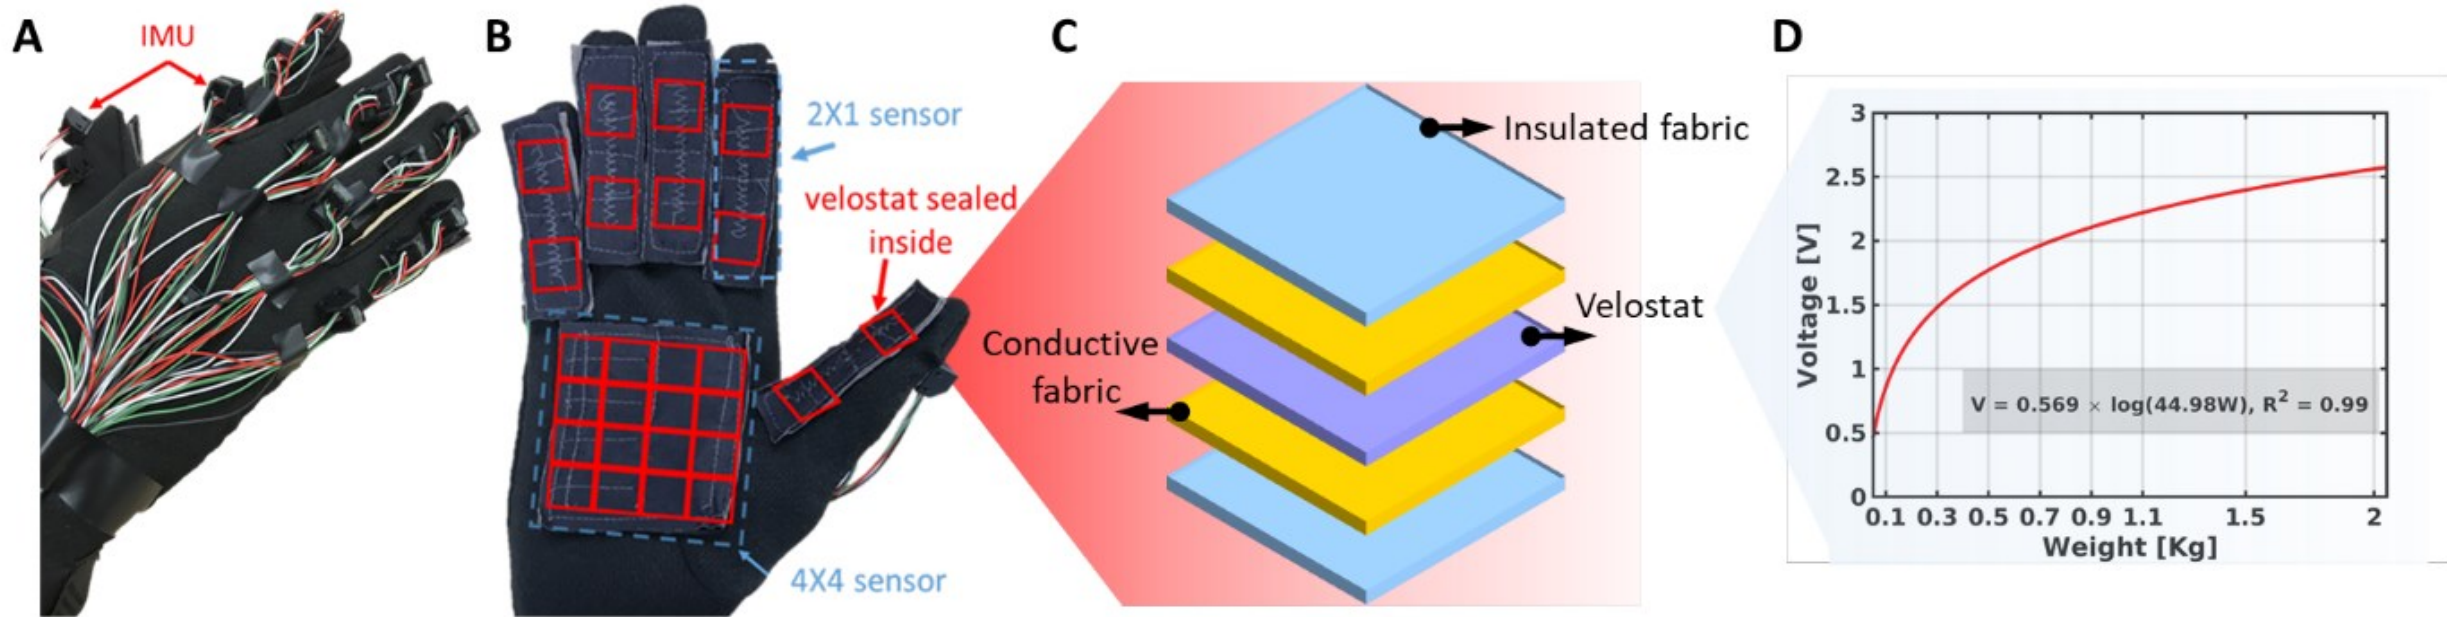 A
IMU
B
2X1 sensor
velostat sealed
inside
4X4 sensor
C
Insulated fabric
Velostat
Conductive
fabric
D
3
2.5
2
1.5
1
0.5
0
Voltage [V]
V = 0.569 × log(44.98W), R² = 0.99
0.1 0.3 0.5 0.7 0.9 1.1 1.5 2
Weight [Kg]